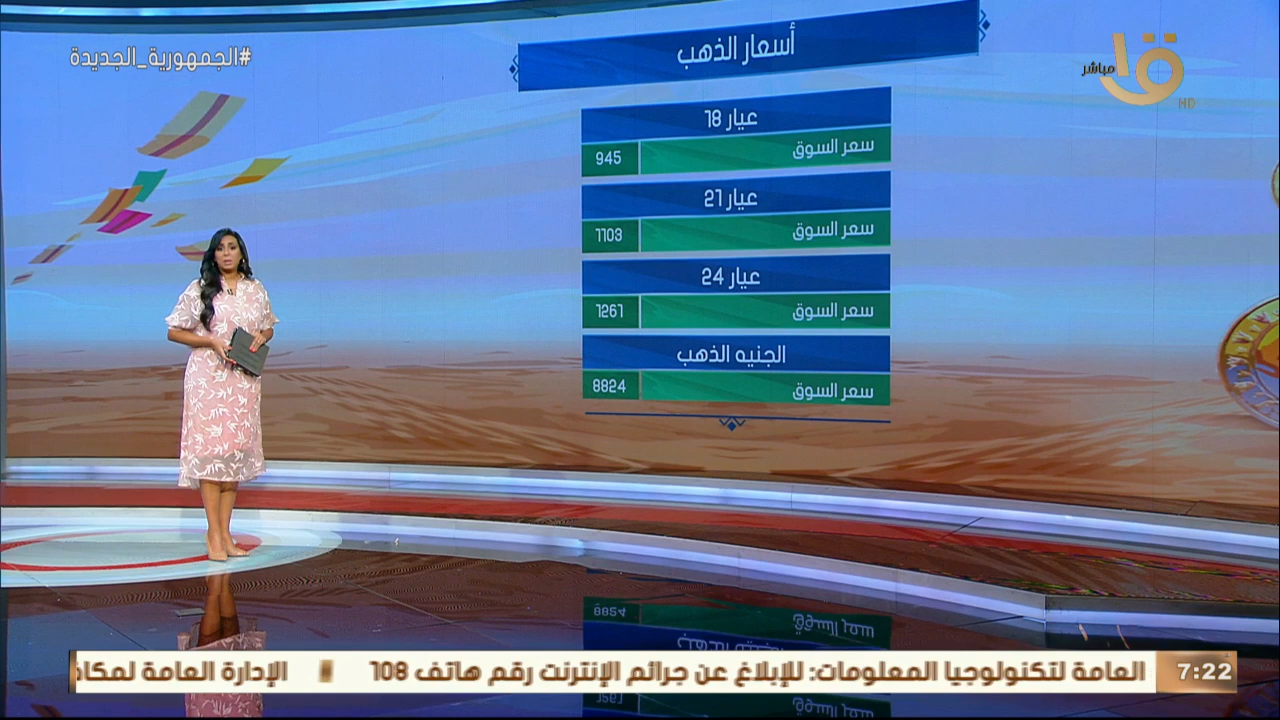 #الجمهورية_الجديدة
مباشر
HD
أسعار الذهب
عيار 18
سعر السوق 945
عيار 21
سعر السوق 1103
عيار 24
سعر السوق 1261
الجنيه الذهب
سعر السوق 8824
7:22
العامة لتكنولوجيا المعلومات: للإبلاغ عن جرائم الإنترنت رقم هاتف 108 الإدارة العامة لمكاف